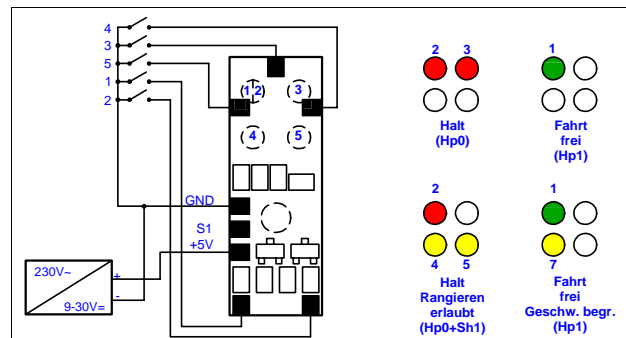 4
3
5
1
2
1 2
3
4
5
GND
S1
+5V
230V~
+
-
9-30V=
2 3
Halt
(Hp0)
1
Fahrt
frei
(Hp1)
2
4 5
Halt
Rangieren
erlaubt
(Hp0+Sh1)
1
7
Fahrt
frei
Geschw. begr.
(Hp1)